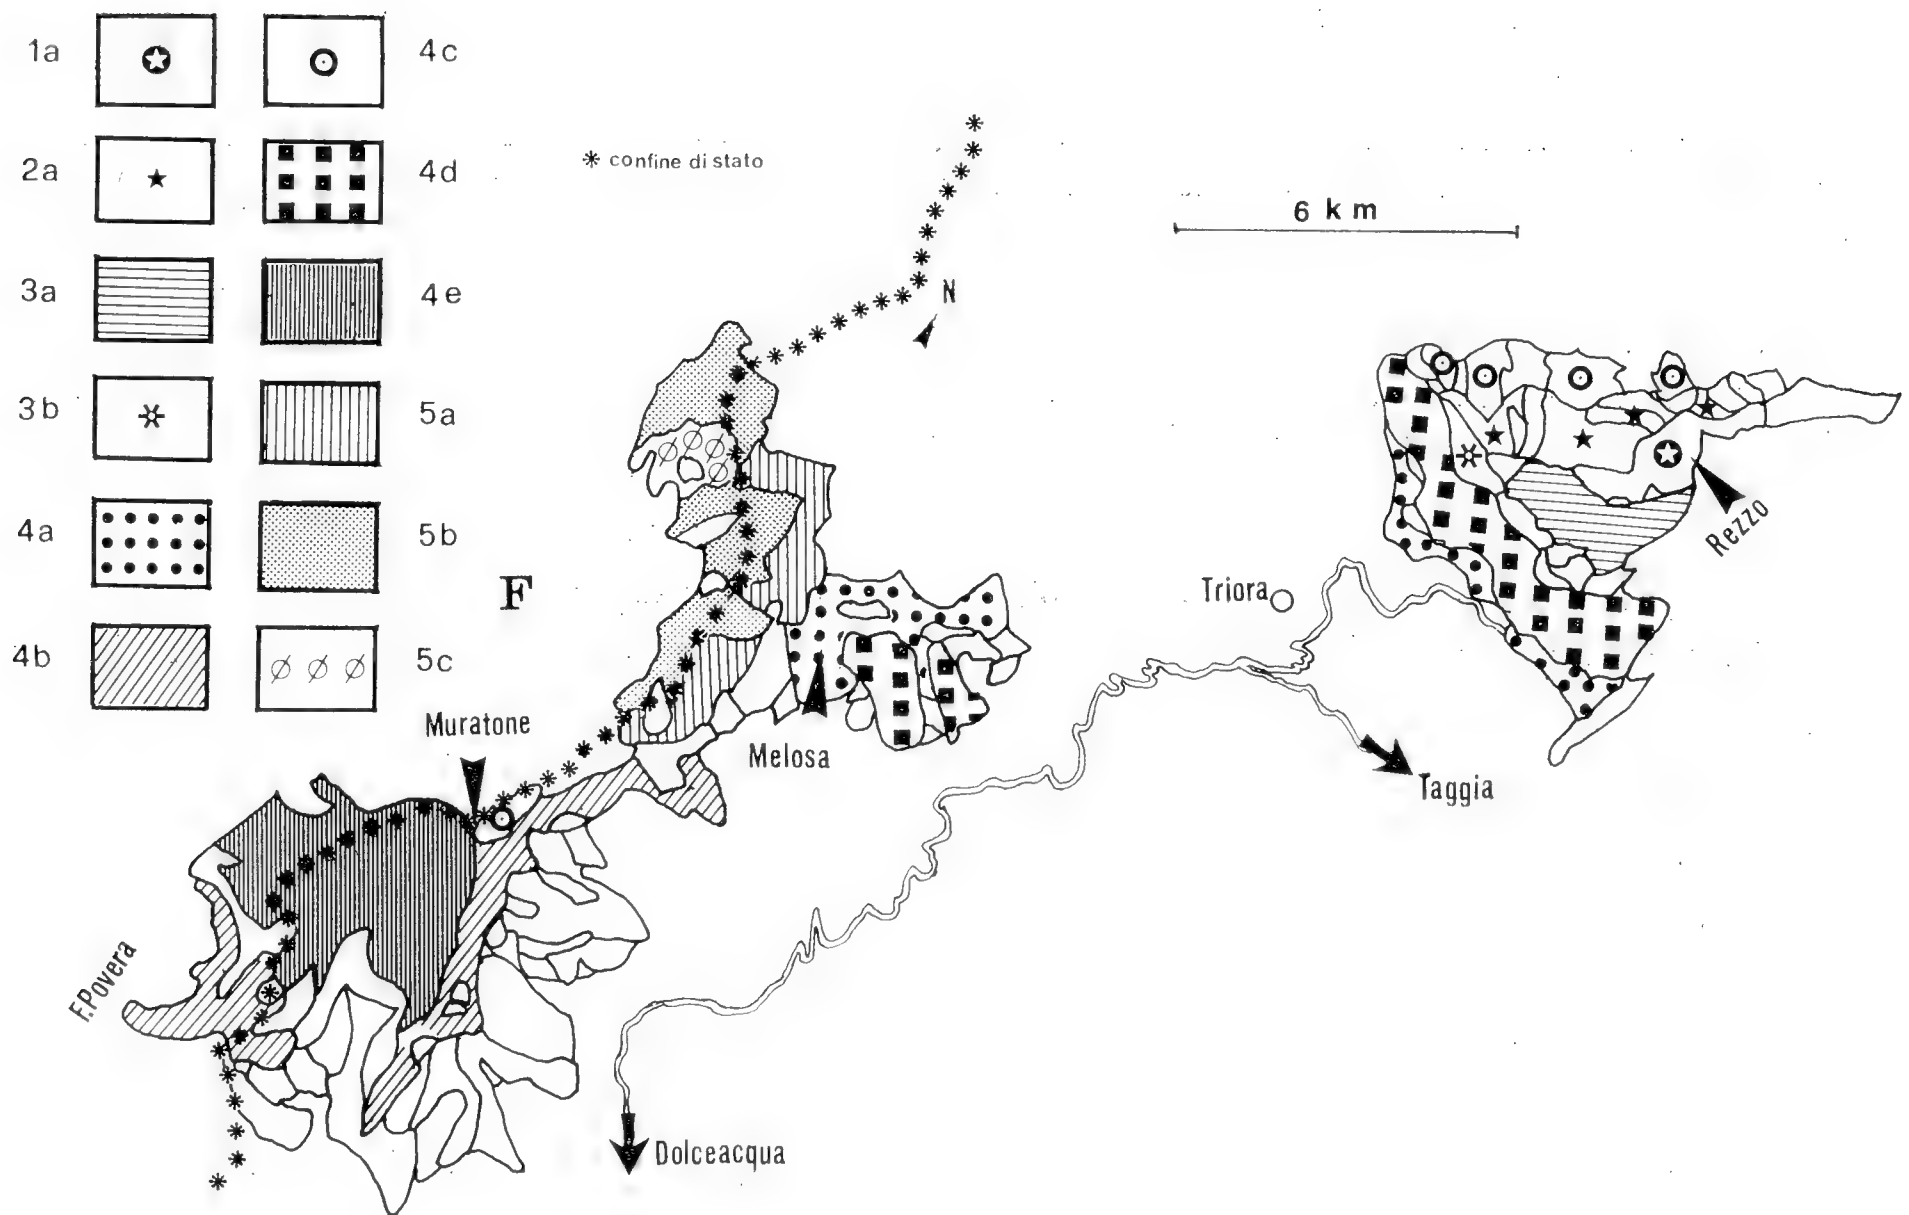 1a
4c
2a
4d
* confine di stato
6 km
3a
4e
N
3b
5a
4a
5b
Rezzo
F
Triora
4b
5c
Muratone
Melosa
Taggia
F.Povera
Dolceacqua